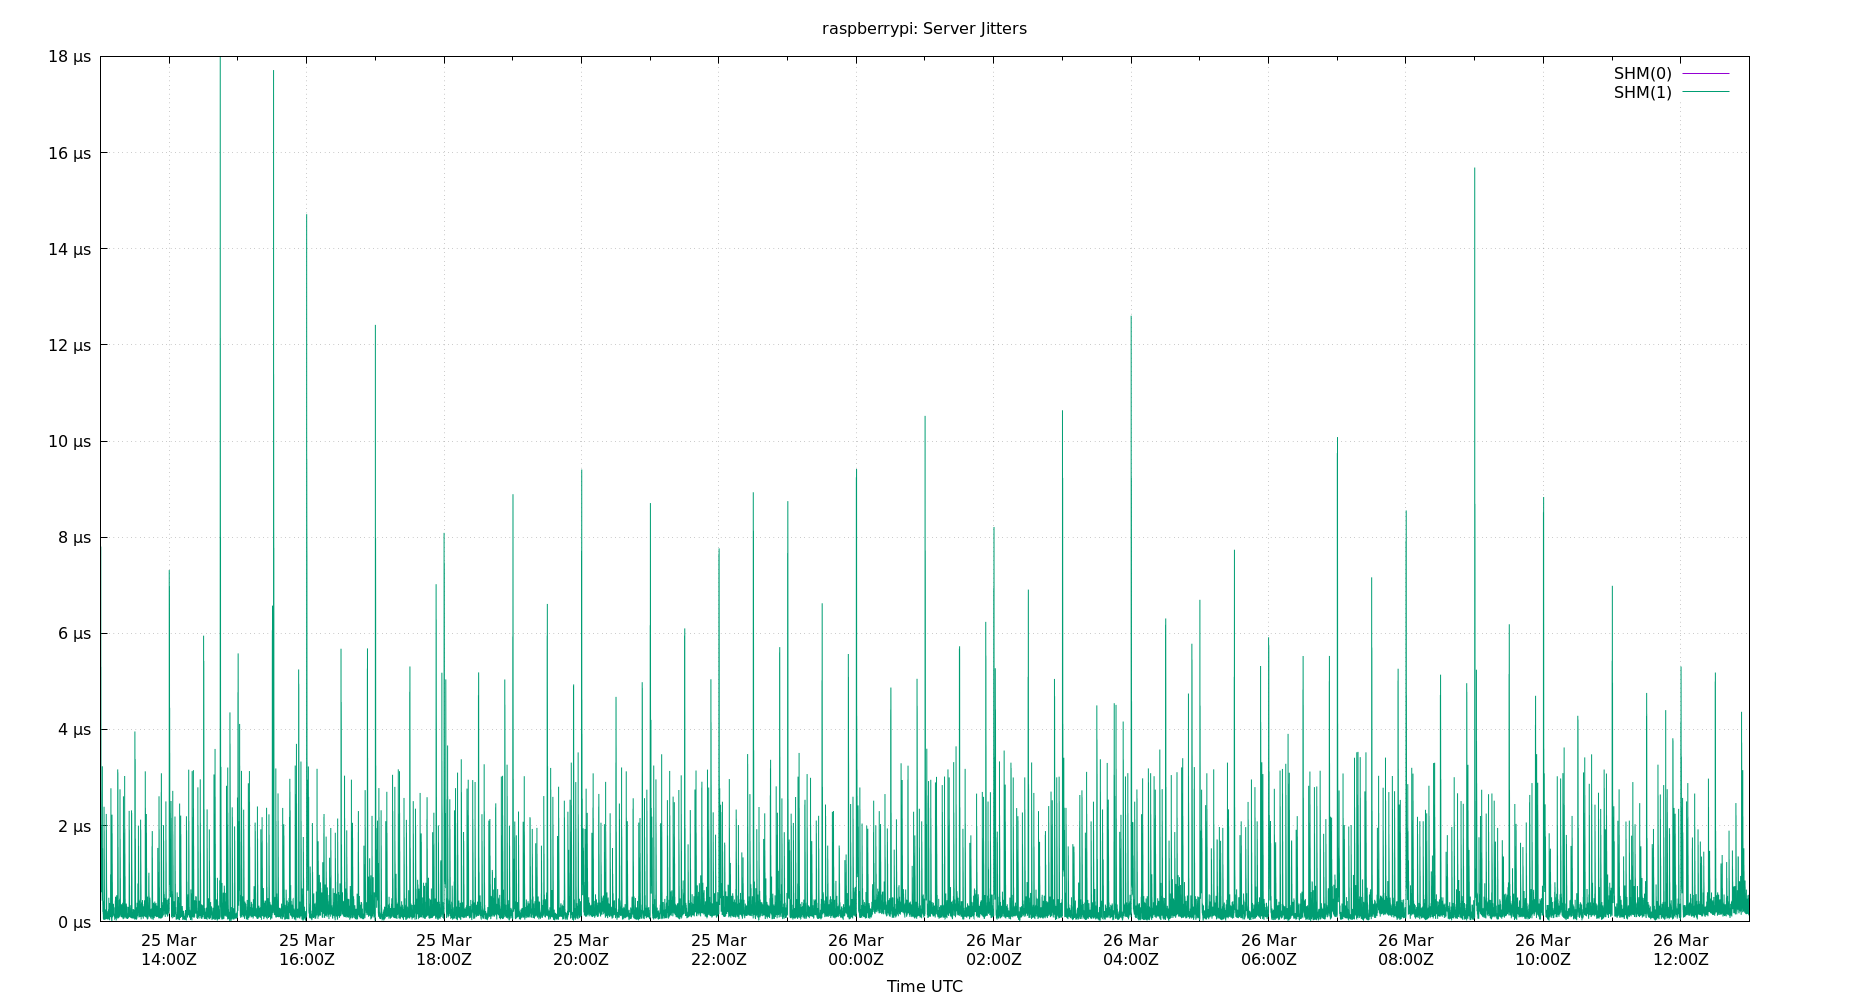 raspberrypi: Server Jitters
18 µs
16 µs
14 µs
12 µs
10 µs
8 µs
6 µs
4 µs
2 µs
0 µs
SHM(0)
SHM(1)
25 Mar 25 Mar 25 Mar 25 Mar 25 Mar 26 Mar 26 Mar 26 Mar 26 Mar 26 Mar 26 Mar 26 Mar
14:00Z 16:00Z 18:00Z 20:00Z 22:00Z 00:00Z 02:00Z 04:00Z 06:00Z 08:00Z 10:00Z 12:00Z
Time UTC